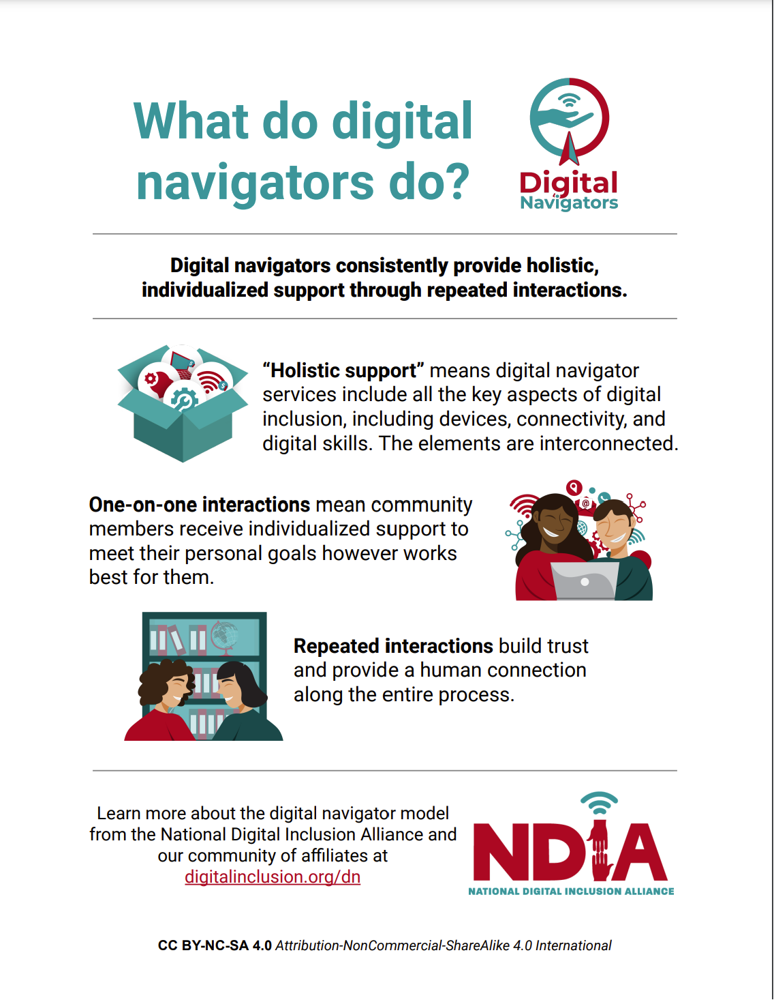 What do digital
navigators do?
Digital
Navigators
Digital navigators consistently provide holistic,
individualized support through repeated interactions.
“Holistic support” means digital navigator
services include all the key aspects of digital
inclusion, including devices, connectivity, and
digital skills. The elements are interconnected.
One-on-one interactions mean community
members receive individualized support to
meet their personal goals however works
best for them.
Repeated interactions build trust
and provide a human connection
along the entire process.
Learn more about the digital navigator model
from the National Digital Inclusion Alliance and
our community of affiliates at
digitalinclusion.org/dn
NDIA
NATIONAL DIGITAL INCLUSION ALLIANCE
CC BY-NC-SA 4.0 Attribution-NonCommercial-ShareAlike 4.0 International